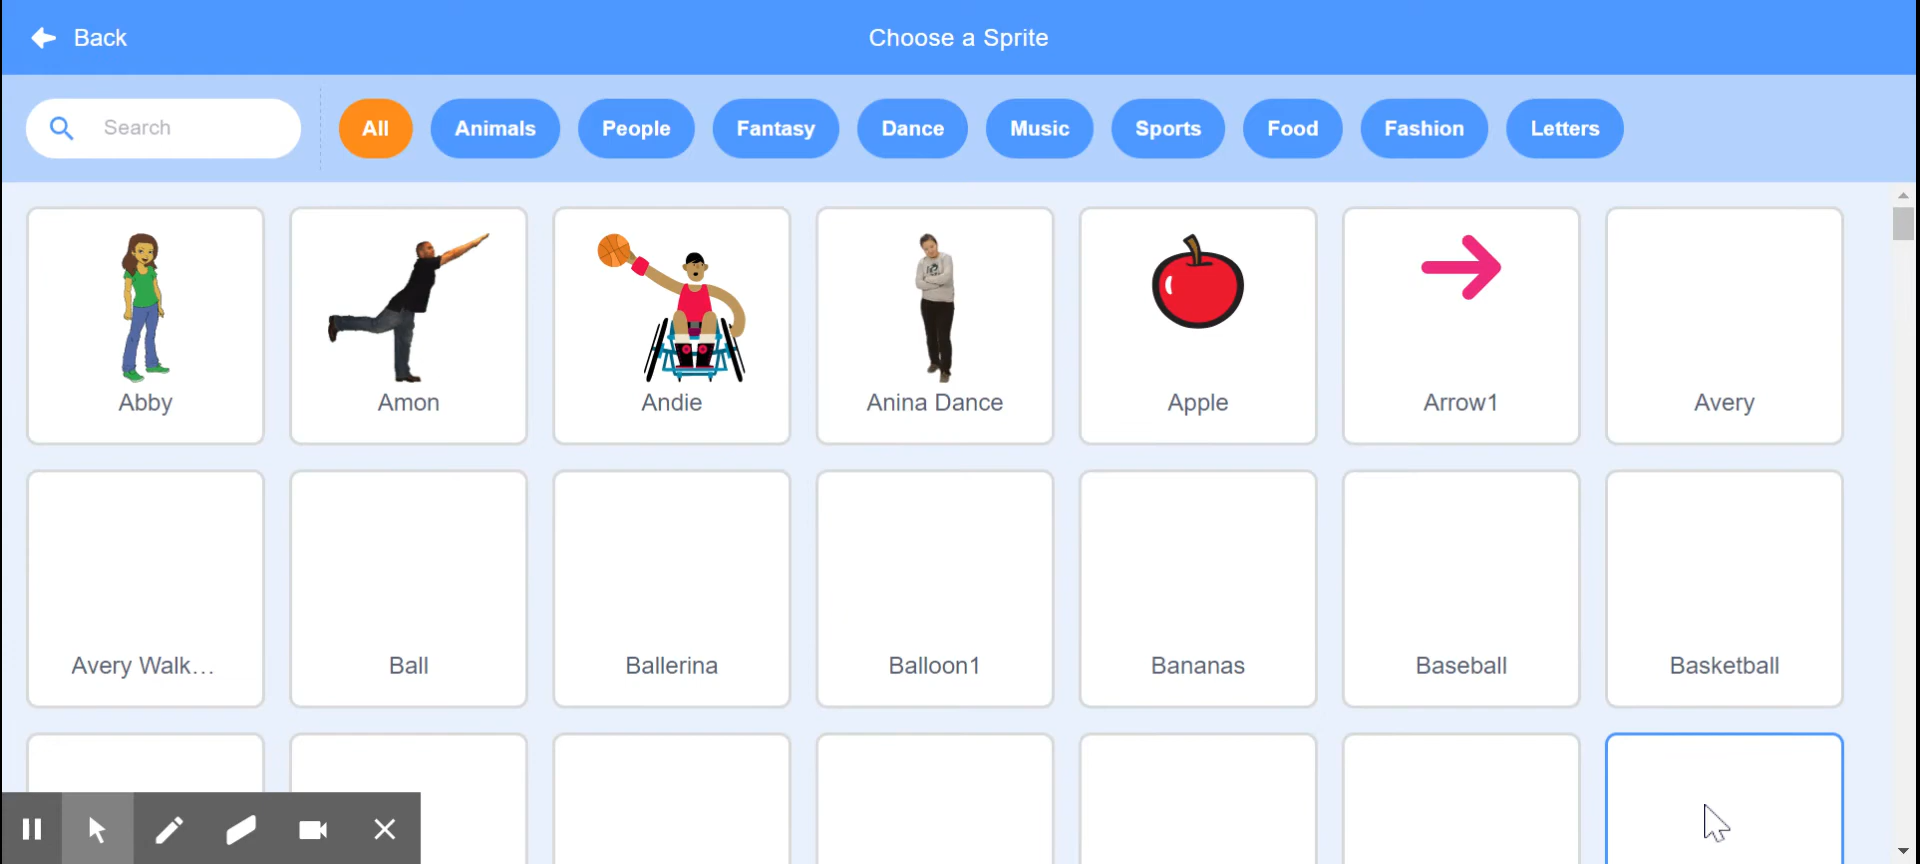 Back
Choose a Sprite
Search
All
Animals
People
Fantasy
Dance
Music
Sports
Food
Fashion
Letters
Abby
Amon
Andie
Anina Dance
Apple
Arrow1
Avery
Avery Walk...
Ball
Ballerina
Balloon1
Bananas
Baseball
Basketball